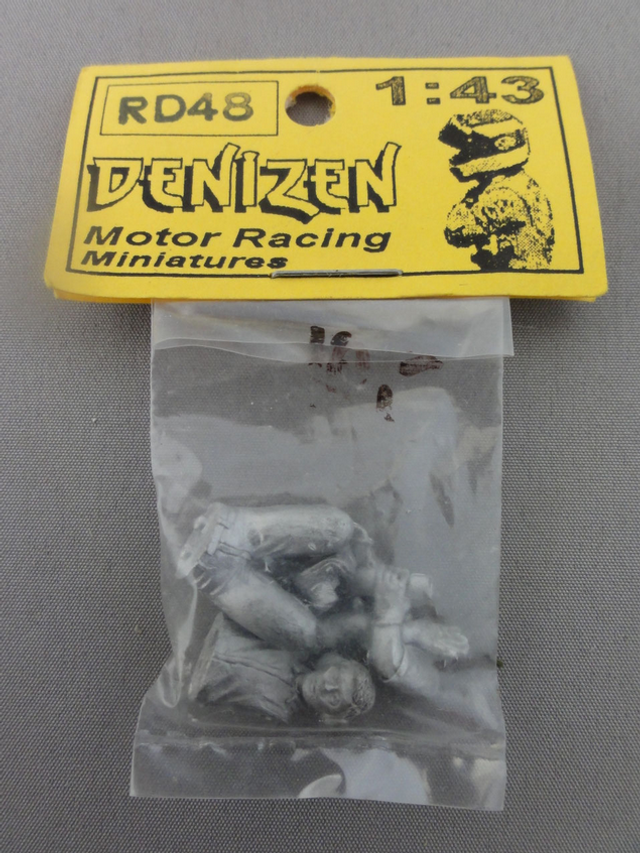 RD48
1:43
DENIZEN
Motor Racing
Miniatures